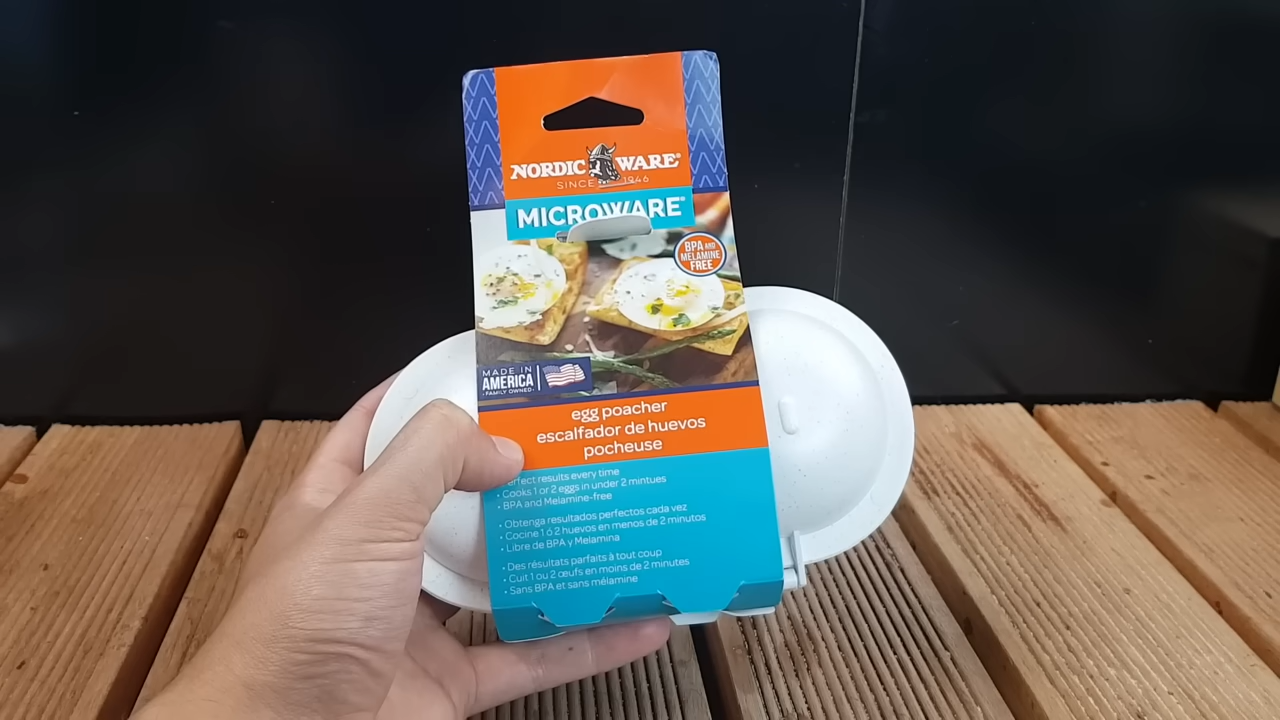 NORDIC WARE®
SINCE 1946
MICROWARE®
BPA AND
MELAMINE
FREE
MADE IN
AMERICA
FAMILY OWNED
egg poacher
escalfador de huevos
pocheuse
erfect results every time
• Cooks 1 or 2 eggs in under 2 mintues
• BPA and Melamine-free
• Obtenga resultados perfectos cada vez
• Cocine 1 ó 2 huevos en menos de 2 minutos
• Libre de BPA y Melamina
• Des résultats parfaits à tout coup
• Cuit 1 ou 2 œufs en moins de 2 minutes
• Sans BPA et sans mélamine